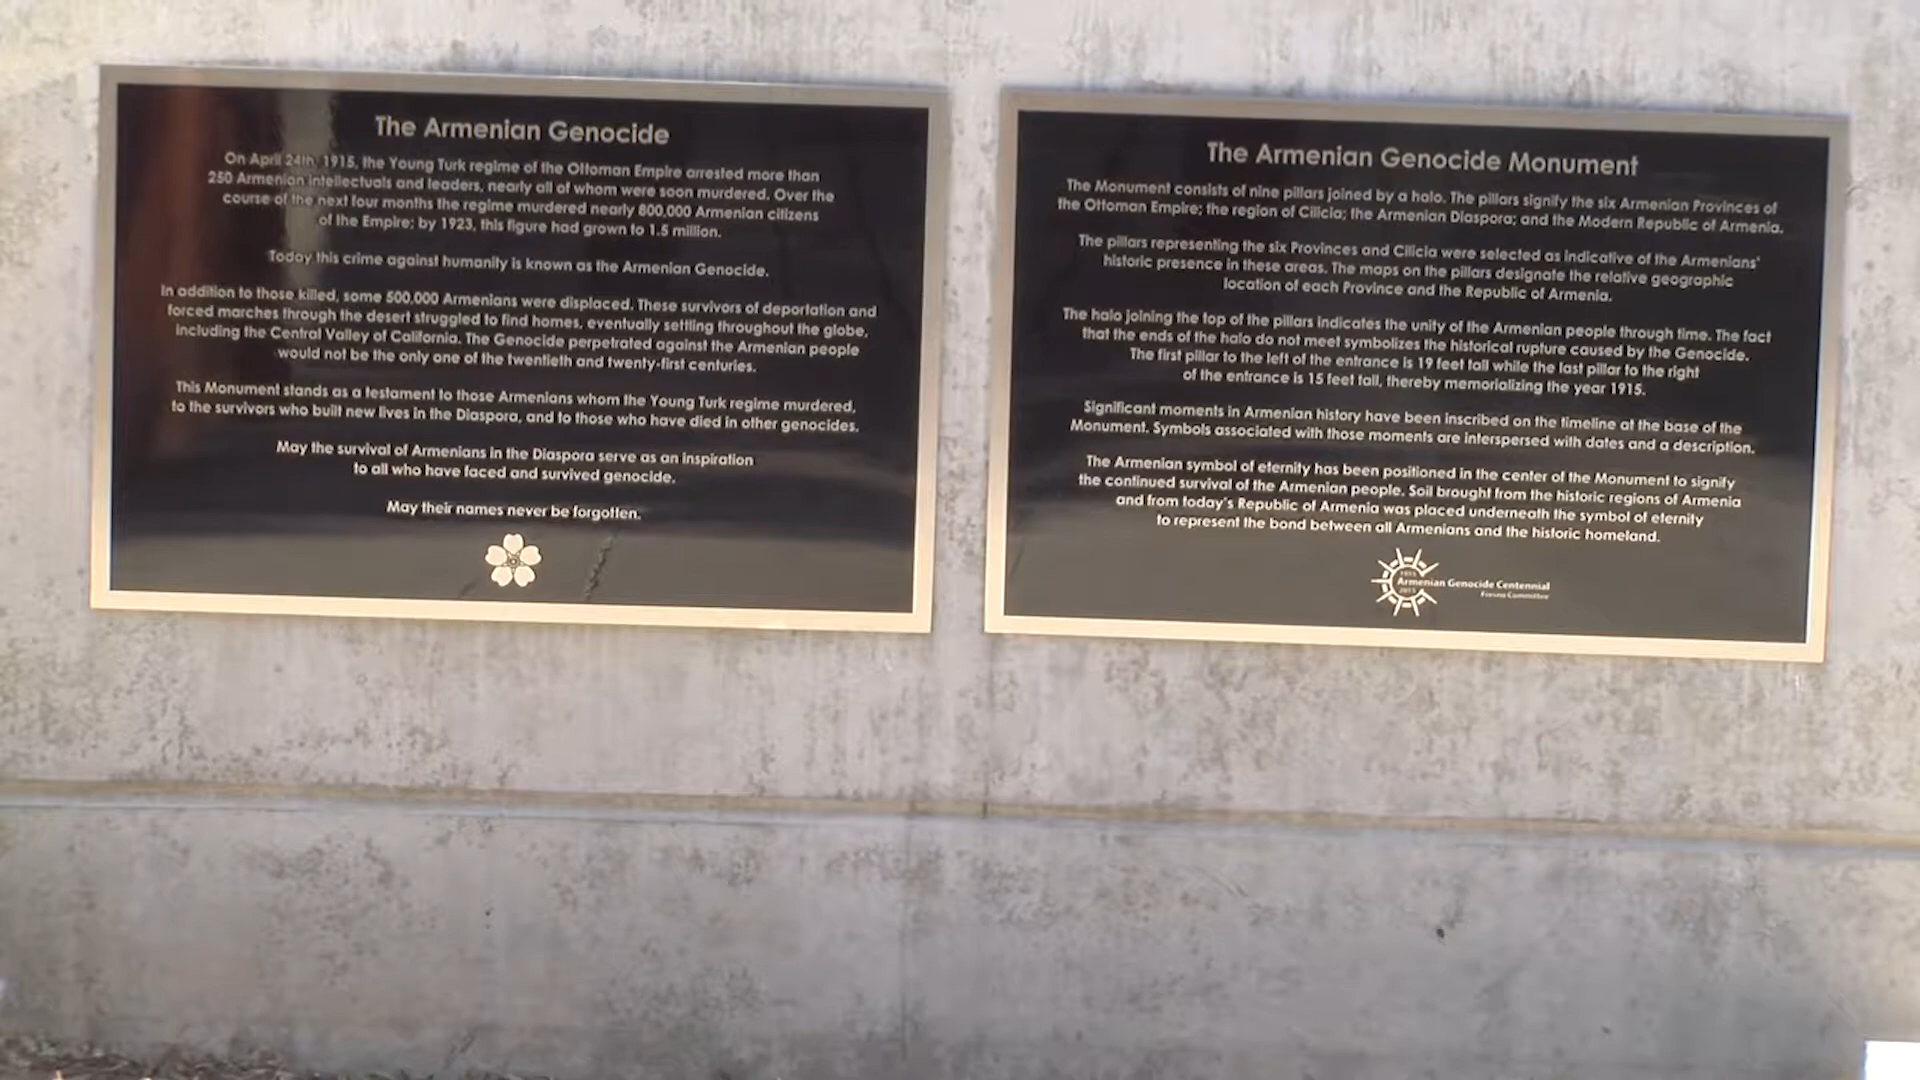 The Armenian Genocide
On April 24th, 1915, the Young Turk regime of the Ottoman Empire arrested more than
250 Armenian intellectuals and leaders, nearly all of whom were soon murdered. Over the
course of the next four months the regime murdered nearly 800,000 Armenian citizens
of the Empire; by 1923, this figure had grown to 1.5 million.
Today this crime against humanity is known as the Armenian Genocide.
In addition to those killed, some 500,000 Armenians were displaced. These survivors of deportation and
forced marches through the desert struggled to find homes, eventually settling throughout the globe,
including the Central Valley of California. The Genocide perpetrated against the Armenian people
would not be the only one of the twentieth and twenty-first centuries.
This Monument stands as a testament to those Armenians whom the Young Turk regime murdered,
to the survivors who built new lives in the Diaspora, and to those who have died in other genocides.
May the survival of Armenians in the Diaspora serve as an inspiration
to all who have faced and survived genocide.
May their names never be forgotten.
The Armenian Genocide Monument
The Monument consists of nine pillars joined by a halo. The pillars signify the six Armenian Provinces of
the Ottoman Empire; the region of Cilicia; the Armenian Diaspora; and the Modern Republic of Armenia.
The pillars representing the six Provinces and Cilicia were selected as indicative of the Armenians'
historic presence in these areas. The maps on the pillars designate the relative geographic
location of each Province and the Republic of Armenia.
The halo joining the top of the pillars indicates the unity of the Armenian people through time. The fact
that the ends of the halo do not meet symbolizes the historical rupture caused by the Genocide.
The first pillar to the left of the entrance is 19 feet tall while the last pillar to the right
of the entrance is 15 feet tall, thereby memorializing the year 1915.
Significant moments in Armenian history have been inscribed on the timeline at the base of the
Monument. Symbols associated with those moments are interspersed with dates and a description.
The Armenian symbol of eternity has been positioned in the center of the Monument to signify
the continued survival of the Armenian people. Soil brought from the historic regions of Armenia
and from today's Republic of Armenia was placed underneath the symbol of eternity
to represent the bond between all Armenians and the historic homeland.
1915
Armenian Genocide Centennial
2015
Fresno Committee